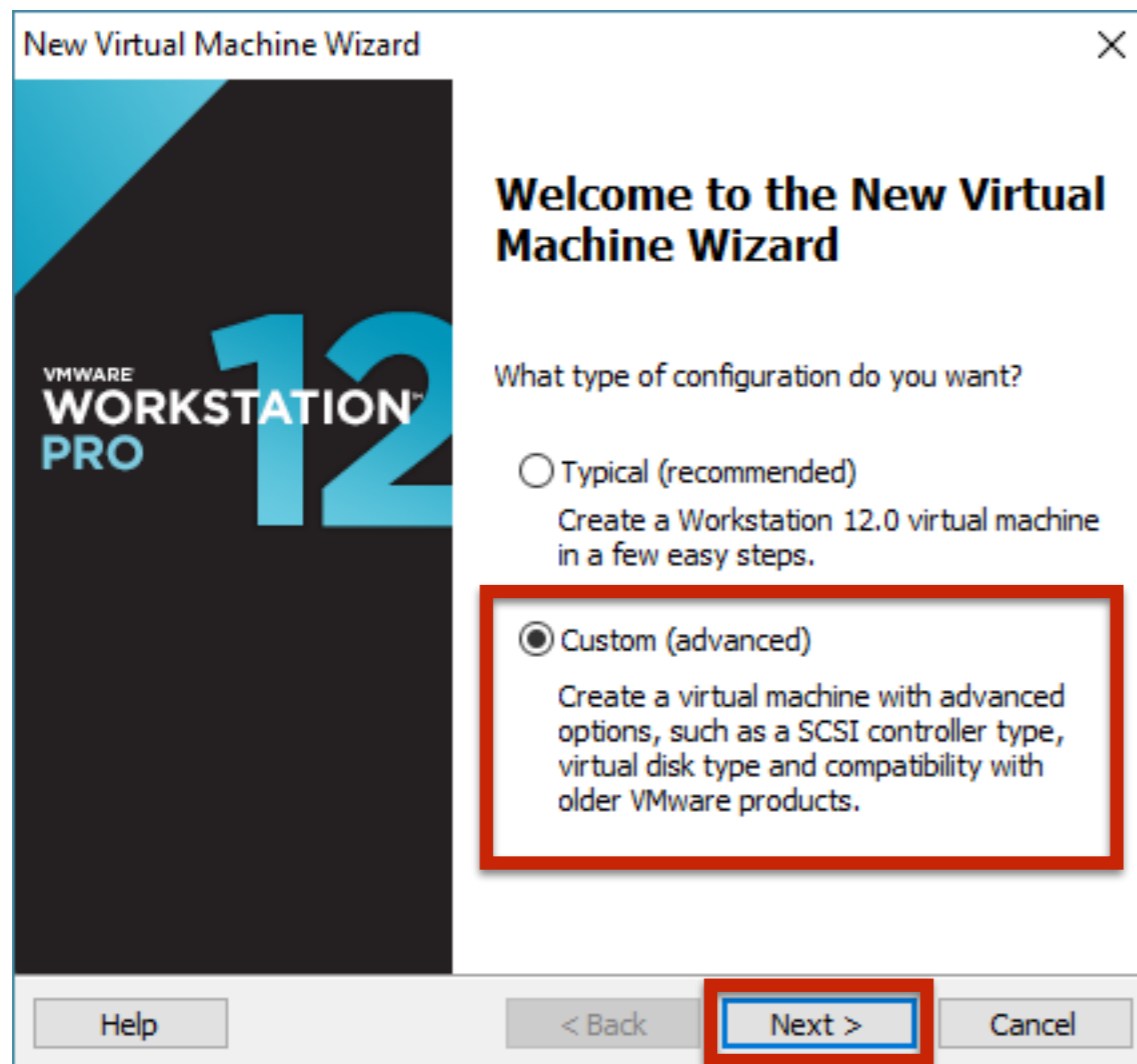 New Virtual Machine Wizard
VMWARE
WORKSTATION™
PRO
12
Welcome to the New Virtual
Machine Wizard
What type of configuration do you want?
Typical (recommended)
Create a Workstation 12.0 virtual machine
in a few easy steps.
Custom (advanced)
Create a virtual machine with advanced
options, such as a SCSI controller type,
virtual disk type and compatibility with
older VMware products.
Help
< Back
Next >
Cancel